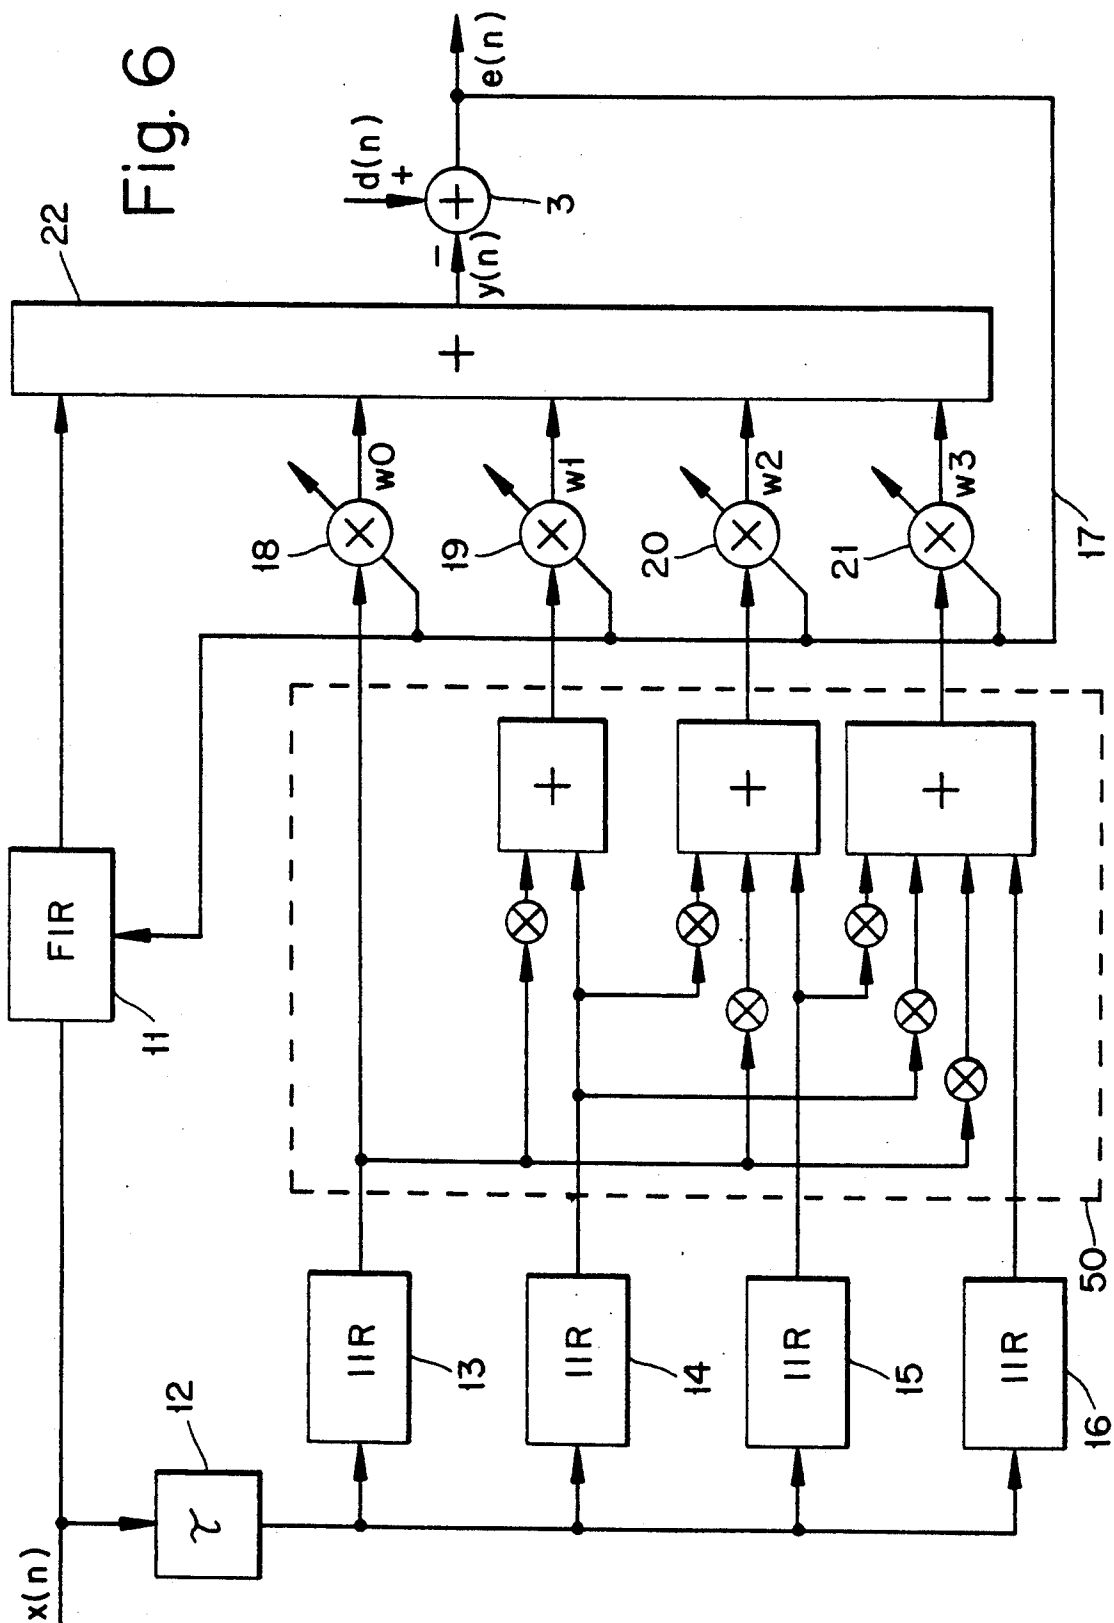 Fig. 6
x(n)
12
τ
11
FIR
22
+
13
IIR
14
IIR
15
IIR
16
IIR
50
+
+
+
18
×
w0
19
×
w1
20
×
w2
21
×
w3
17
y(n)
−
+
3
d(n)
+
e(n)